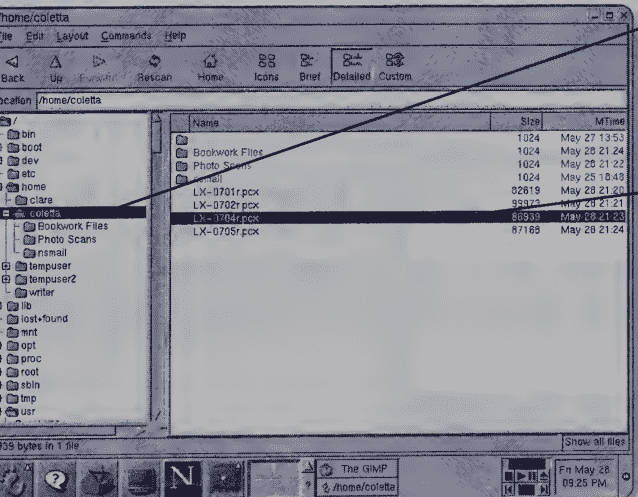 /home/coletta
File Edit Layout Commands Help
Back Up Forward Rescan Home Icons Brief Detailed Custom
ocation /home/coletta
Name Size MTime
1024 May 27 13:53
Bookwork Files 1024 May 28 21:24
Photo Scans 1024 May 28 21:22
nsmail 1024 May 25 18:48
LX-0701r.pcx 82619 May 28 21:20
LX-0702r.pcx 99973 May 28 21:21
LX-0704r.pcx 86939 May 28 21:23
LX-0705r.pcx 87168 May 28 21:24
/
bin
boot
dev
etc
home
clare
coletta
Bookwork Files
Photo Scans
nsmail
tempuser
tempuser2
writer
lib
lost+found
mnt
opt
proc
root
sbin
tmp
usr
939 bytes in 1 file
Show all files
N
The GIMP
/home/coletta
Fri May 28
09:25 PM